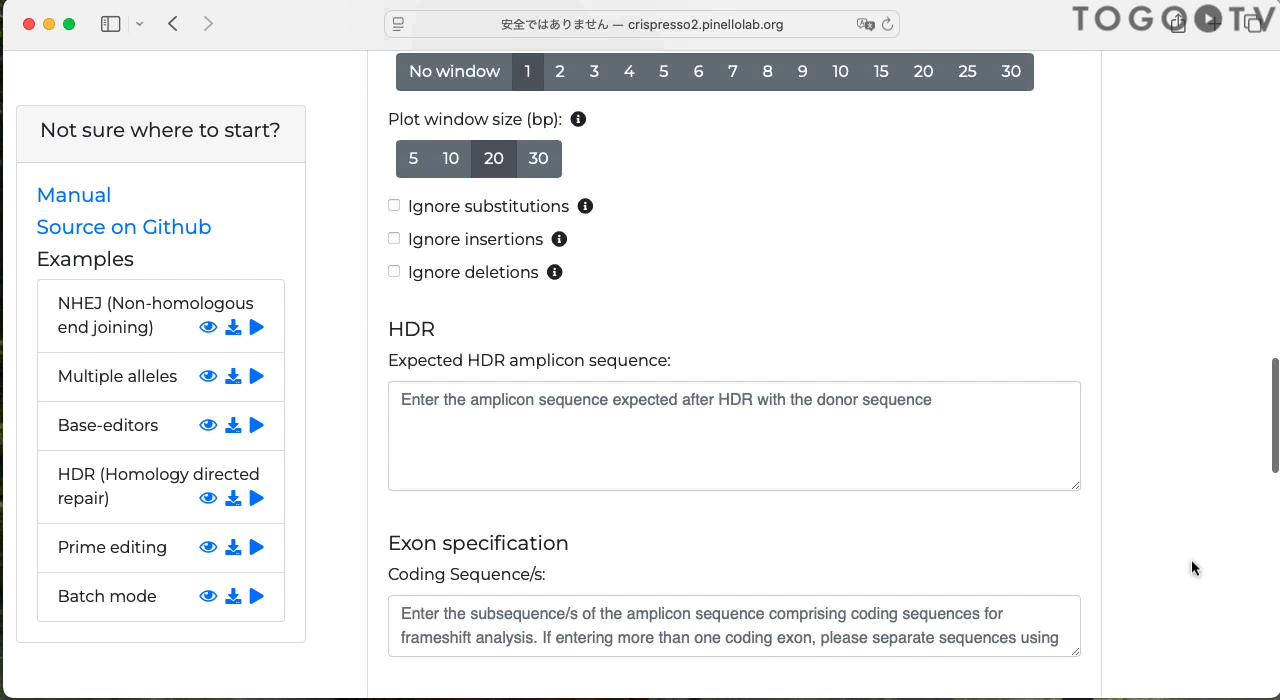 安全ではありません — crispresso2.pinellolab.org
TOGOTV
No window 1 2 3 4 5 6 7 8 9 10 15 20 25 30
Plot window size (bp):
5 10 20 30
Ignore substitutions
Ignore insertions
Ignore deletions
HDR
Expected HDR amplicon sequence:
Enter the amplicon sequence expected after HDR with the donor sequence
Exon specification
Coding Sequence/s:
Enter the subsequence/s of the amplicon sequence comprising coding sequences for
frameshift analysis. If entering more than one coding exon, please separate sequences using
Not sure where to start?
Manual
Source on Github
Examples
NHEJ (Non-homologous
end joining)
Multiple alleles
Base-editors
HDR (Homology directed
repair)
Prime editing
Batch mode